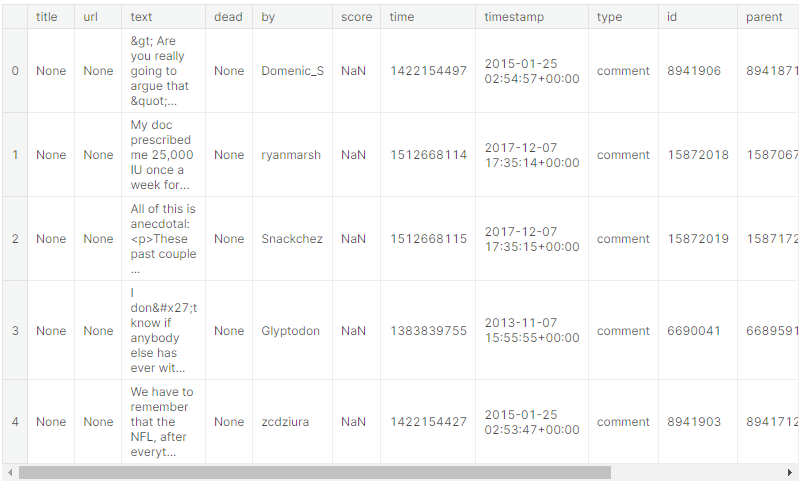 title url text dead by score time timestamp type id parent
&gt; Are
you really
going to
argue that
&quot;...
0 None None None Domenic_S NaN 1422154497 2015-01-25 comment 8941906 8941871
02:54:57+00:00
My doc
prescribed
me 25,000
IU once a
week for...
1 None None None ryanmarsh NaN 1512668114 2017-12-07 comment 15872018 1587067
17:35:14+00:00
All of this is
anecdotal:
<p>These
past couple
...
2 None None None Snackchez NaN 1512668115 2017-12-07 comment 15872019 1587172
17:35:15+00:00
I
don&#x27;t
know if
anybody
else has
ever wit...
3 None None None Glyptodon NaN 1383839755 2013-11-07 comment 6690041 6689591
15:55:55+00:00
We have to
remember
that the
NFL, after
everyt...
4 None None None zcdziura NaN 1422154427 2015-01-25 comment 8941903 8941712
02:53:47+00:00